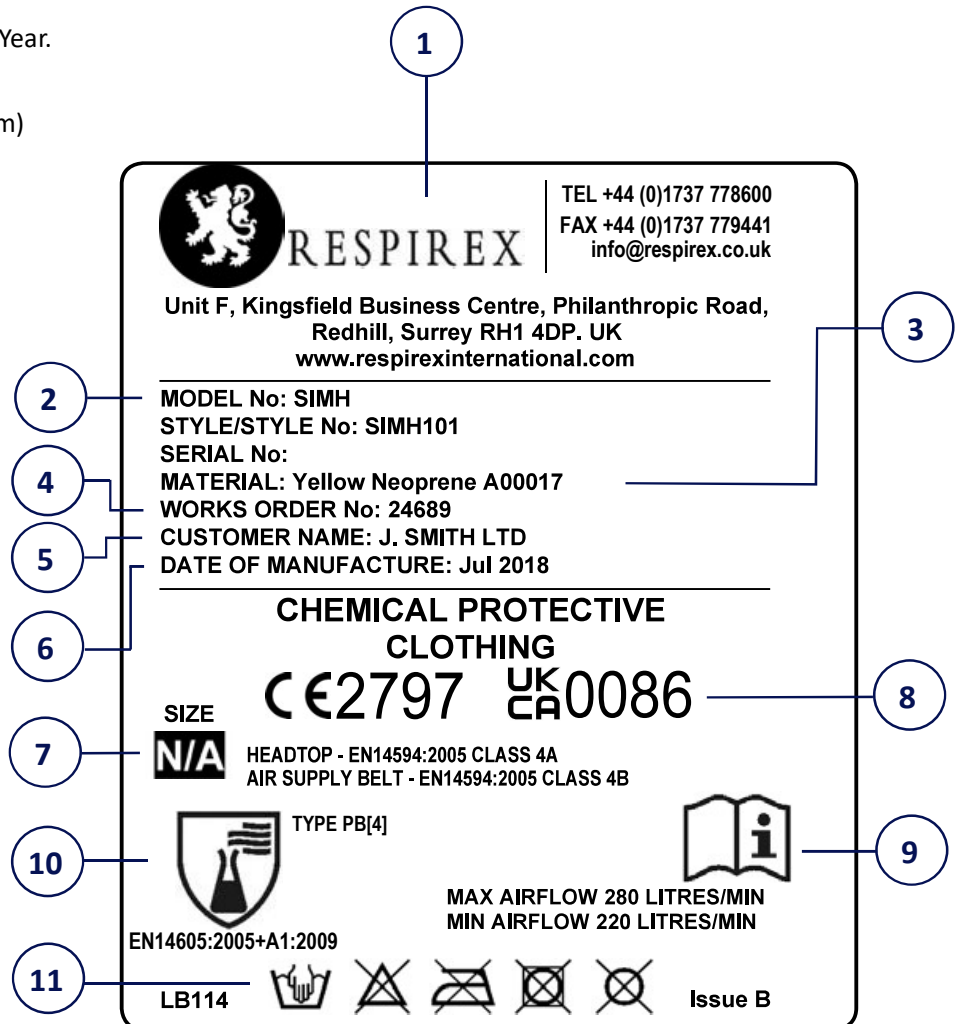 Year.
m)
1
RESPIREX
TEL +44 (0)1737 778600
FAX +44 (0)1737 779441
info@respirex.co.uk
Unit F, Kingsfield Business Centre, Philanthropic Road,
Redhill, Surrey RH1 4DP. UK
www.respirexinternational.com
3
2
MODEL No: SIMH
STYLE/STYLE No: SIMH101
SERIAL No:
4
MATERIAL: Yellow Neoprene A00017
WORKS ORDER No: 24689
5
CUSTOMER NAME: J. SMITH LTD
DATE OF MANUFACTURE: Jul 2018
6
CHEMICAL PROTECTIVE
CLOTHING
CE2797 UKCA0086
8
SIZE
7
N/A
HEADTOP - EN14594:2005 CLASS 4A
AIR SUPPLY BELT - EN14594:2005 CLASS 4B
10
TYPE PB[4]
i
9
MAX AIRFLOW 280 LITRES/MIN
MIN AIRFLOW 220 LITRES/MIN
EN14605:2005+A1:2009
11
LB114
Issue B